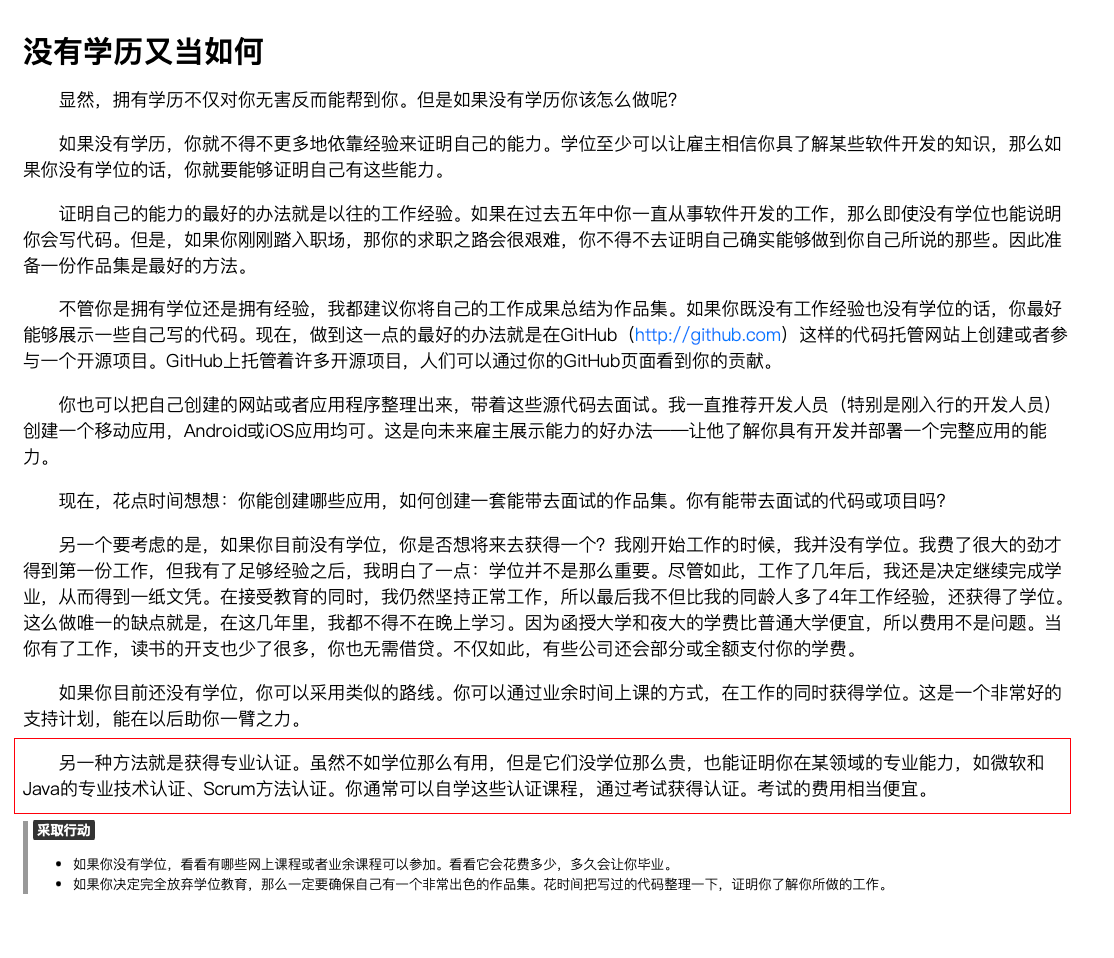 没有学历又当如何
显然，拥有学历不仅对你无害反而能帮到你。但是如果没有学历你该怎么做呢？
如果没有学历，你就不得不更多地依靠经验来证明自己的能力。学位至少可以让雇主相信你具了解某些软件开发的知识，那么如
果你没有学位的话，你就要能够证明自己有这些能力。
证明自己的能力的最好的办法就是以往的工作经验。如果在过去五年中你一直从事软件开发的工作，那么即使没有学位也能说明
你会写代码。但是，如果你刚刚踏入职场，那你的求职之路会很艰难，你不得不去证明自己确实能够做到你自己所说的那些。因此准
备一份作品集是最好的方法。
不管你是拥有学位还是拥有经验，我都建议你将自己的工作成果总结为作品集。如果你既没有工作经验也没有学位的话，你最好
能够展示一些自己写的代码。现在，做到这一点的最好的办法就是在GitHub（http://github.com）这样的代码托管网站上创建或者参
与一个开源项目。GitHub上托管着许多开源项目，人们可以通过你的GitHub页面看到你的贡献。
你也可以把自己创建的网站或者应用程序整理出来，带着这些源代码去面试。我一直推荐开发人员（特别是刚入行的开发人员）
创建一个移动应用，Android或iOS应用均可。这是向未来雇主展示能力的好办法——让他了解你具有开发并部署一个完整应用的能
力。
现在，花点时间想想：你能创建哪些应用，如何创建一套能带去面试的作品集。你有能带去面试的代码或项目吗？
另一个要考虑的是，如果你目前没有学位，你是否想将来去获得一个？我刚开始工作的时候，我并没有学位。我费了很大的劲才
得到第一份工作，但我有了足够经验之后，我明白了一点：学位并不是那么重要。尽管如此，工作了几年后，我还是决定继续完成学
业，从而得到一纸文凭。在接受教育的同时，我仍然坚持正常工作，所以最后我不但比我的同龄人多了4年工作经验，还获得了学位。
这么做唯一的缺点就是，在这几年里，我都不得不在晚上学习。因为函授大学和夜大的学费比普通大学便宜，所以费用不是问题。当
你有了工作，读书的开支也少了很多，你也无需借贷。不仅如此，有些公司还会部分或全额支付你的学费。
如果你目前还没有学位，你可以采用类似的路线。你可以通过业余时间上课的方式，在工作的同时获得学位。这是一个非常好的
支持计划，能在以后助你一臂之力。
另一种方法就是获得专业认证。虽然不如学位那么有用，但是它们没学位那么贵，也能证明你在某领域的专业能力，如微软和
Java的专业技术认证、Scrum方法认证。你通常可以自学这些认证课程，通过考试获得认证。考试的费用相当便宜。
采取行动
• 如果你没有学位，看看有哪些网上课程或者业余课程可以参加。看看它会花费多少，多久会让你毕业。
• 如果你决定完全放弃学位教育，那么一定要确保自己有一个非常出色的作品集。花时间把写过的代码整理一下，证明你了解你所做的工作。